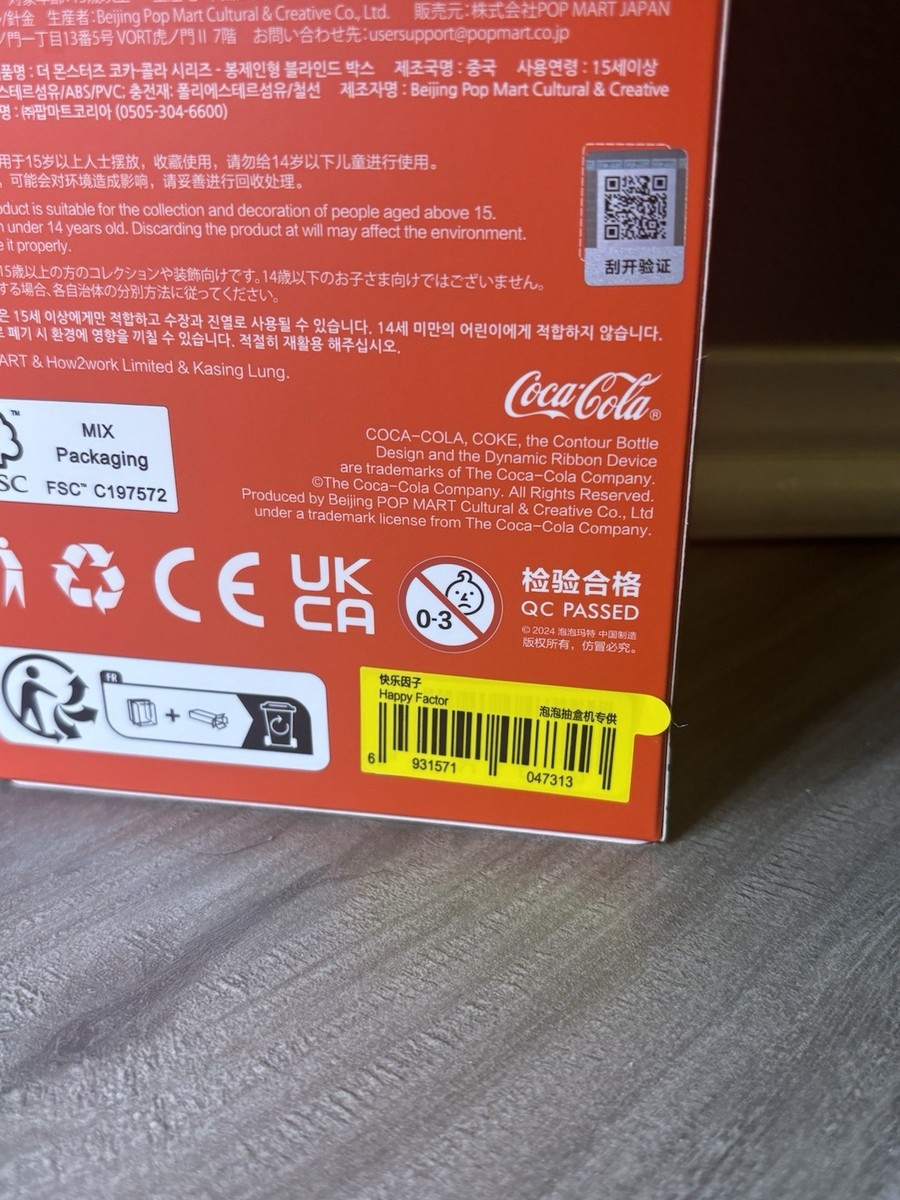 /針金 生産者:Beijing Pop Mart Cultural & Creative Co., Ltd. 販売元:株式会社POP MART JAPAN
ノ門一丁目13番5号 VORT虎ノ門Ⅱ 7階 お問い合わせ先:usersupport@popmart.co.jp
품명 : 더 몬스터즈 코카-콜라 시리즈 - 봉제인형 블라인드 박스 제조국명 : 중국 사용연령 : 15세이상
스테르섬유/ABS/PVC; 충전재: 폴리에스테르섬유/철선 제조자명 : Beijing Pop Mart Cultural & Creative
명 : ㈜팝마트코리아 (0505-304-6600)
用于15岁以上人士摆放，收藏使用，请勿给14岁以下儿童进行使用。
，可能会对环境造成影响，请妥善进行回收处理。
oduct is suitable for the collection and decoration of people aged above 15.
n under 14 years old. Discarding the product at will may affect the environment.
e it properly.
15歳以上の方のコレクションや装飾向けです。14歳以下のお子さま向けではございません。
する場合、各自治体の分別方法に従ってください。
은 15세 이상에게만 적합하고 수장과 진열로 사용될 수 있습니다. 14세 미만의 어린이에게 적합하지 않습니다.
로 폐기 시 환경에 영향을 끼칠 수 있습니다. 적절히 재활용 해주십시오.
ART & How2work Limited & Kasing Lung.
刮开验证
Coca-Cola®
COCA-COLA, COKE, the Contour Bottle
Design and the Dynamic Ribbon Device
are trademarks of The Coca-Cola Company.
©The Coca-Cola Company. All Rights Reserved.
Produced by Beijing POP MART Cultural & Creative Co., Ltd
under a trademark license from The Coca-Cola Company.
™
SC
MIX
Packaging
FSC™ C197572
CE
UK
CA
0-3
检验合格
QC PASSED
© 2024 泡泡玛特 中国制造
版权所有，仿冒必究。
FR
快乐因子
Happy Factor
泡泡抽盒机专供
6 931571 047313